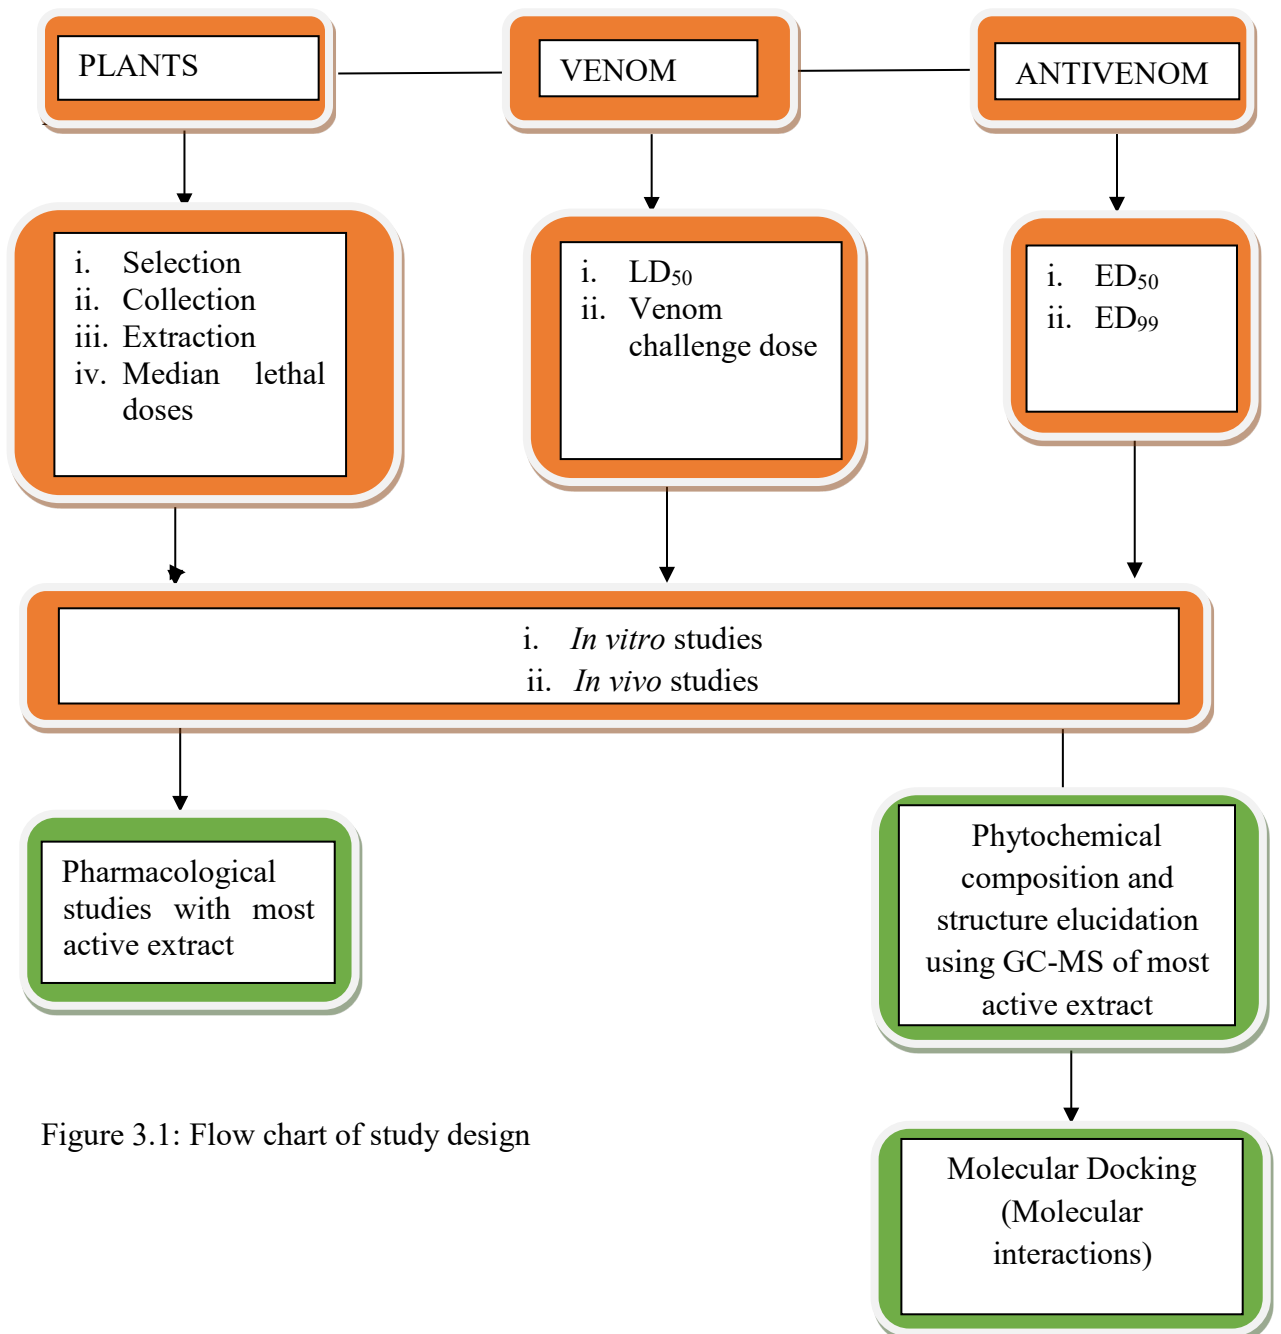 PLANTS
VENOM
ANTIVENOM
i. Selection
ii. Collection
iii. Extraction
iv. Median lethal
doses
i. LD₅₀
ii. Venom
challenge dose
i. ED₅₀
ii. ED₉₉
i. In vitro studies
ii. In vivo studies
Pharmacological
studies with most
active extract
Phytochemical
composition and
structure elucidation
using GC-MS of most
active extract
Figure 3.1: Flow chart of study design
Molecular Docking
(Molecular
interactions)